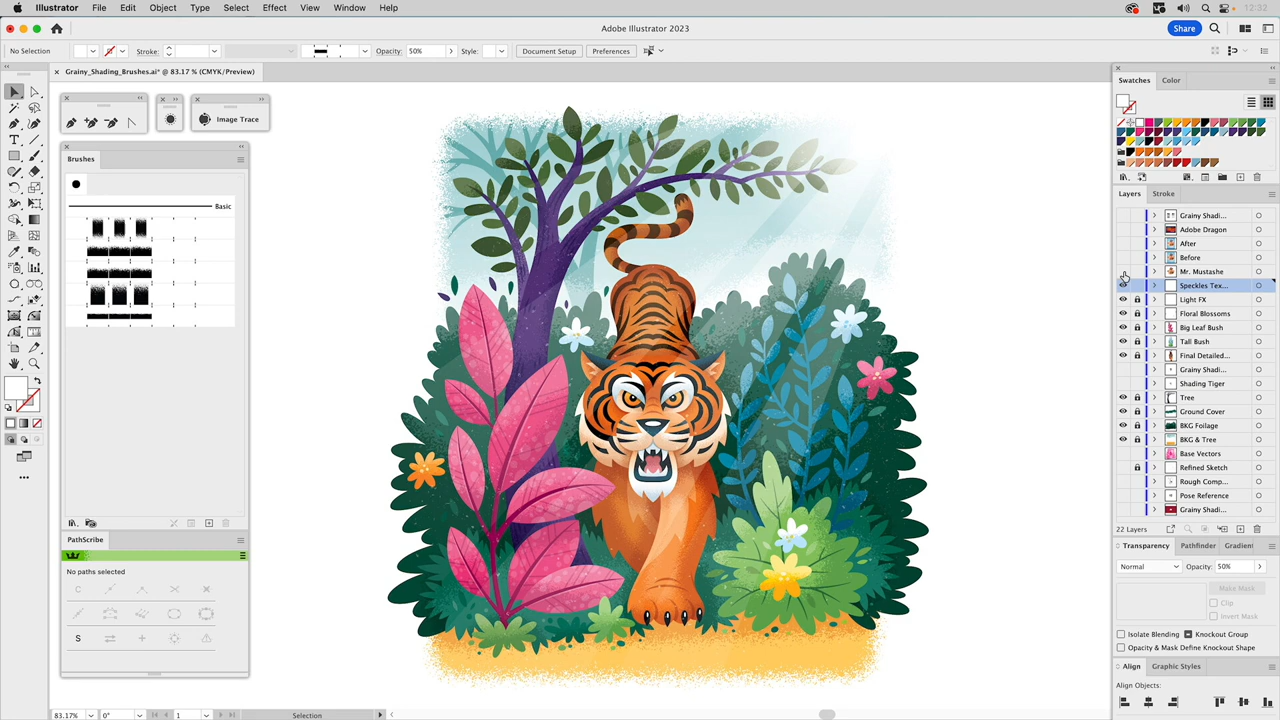 Illustrator File Edit Object Type Select Effect View Window Help 12:32
Adobe Illustrator 2023 Share
No Selection Stroke: Opacity: 50% Style: Document Setup Preferences
× Grainy_Shading_Brushes.ai* @ 83.17 % (CMYK/Preview)
Image Trace
Brushes
Basic
PathScribe
No paths selected
C
S
Swatches Color
Layers Stroke
Grainy Shadi...
Adobe Dragon
After
Before
Mr. Mustashe
Speckles Tex...
Light FX
Floral Blossoms
Big Leaf Bush
Tall Bush
Final Detailed...
Grainy Shadi...
Shading Tiger
Tree
Ground Cover
BKG Foilage
BKG & Tree
Base Vectors
Refined Sketch
Rough Comp...
Pose Reference
Grainy Shadi...
22 Layers
Transparency Pathfinder Gradient
Normal Opacity: 50%
Make Mask
Clip
Invert Mask
Isolate Blending Knockout Group
Opacity & Mask Define Knockout Shape
Align Graphic Styles
Align Objects:
83.17% 0° 1 Selection